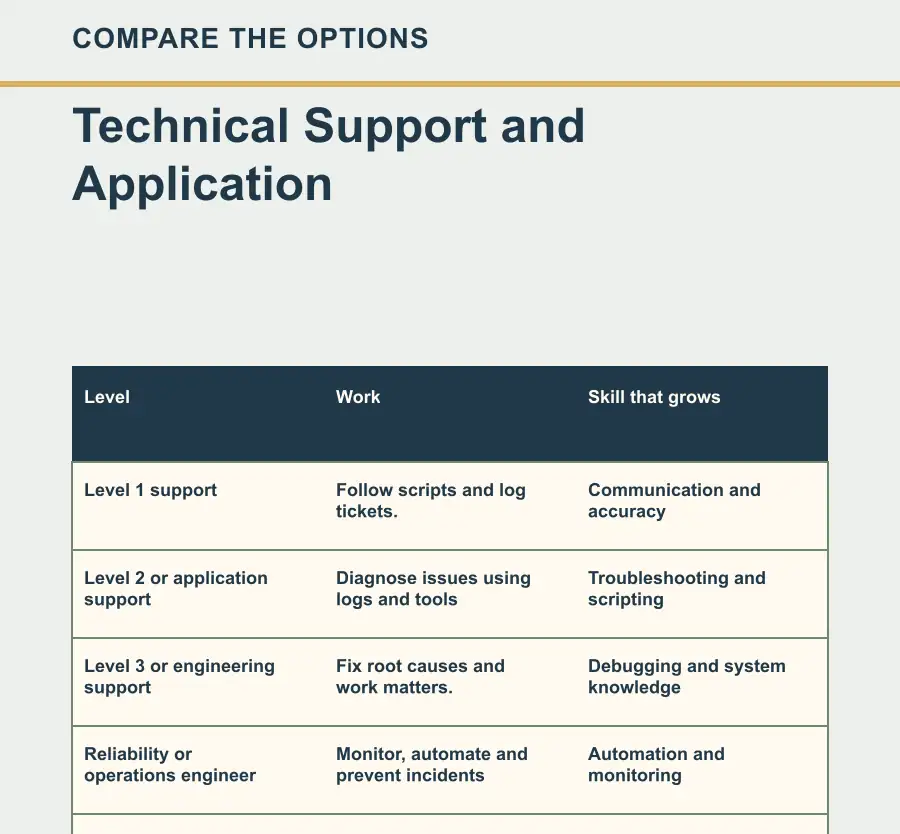 COMPARE THE OPTIONS
Technical Support and
Application
Level Work Skill that grows
Level 1 support Follow scripts and log Communication and
tickets. accuracy
Level 2 or application Diagnose issues using Troubleshooting and
support logs and tools scripting
Level 3 or engineering Fix root causes and Debugging and system
support work matters. knowledge
Reliability or Monitor, automate and Automation and
operations engineer prevent incidents monitoring